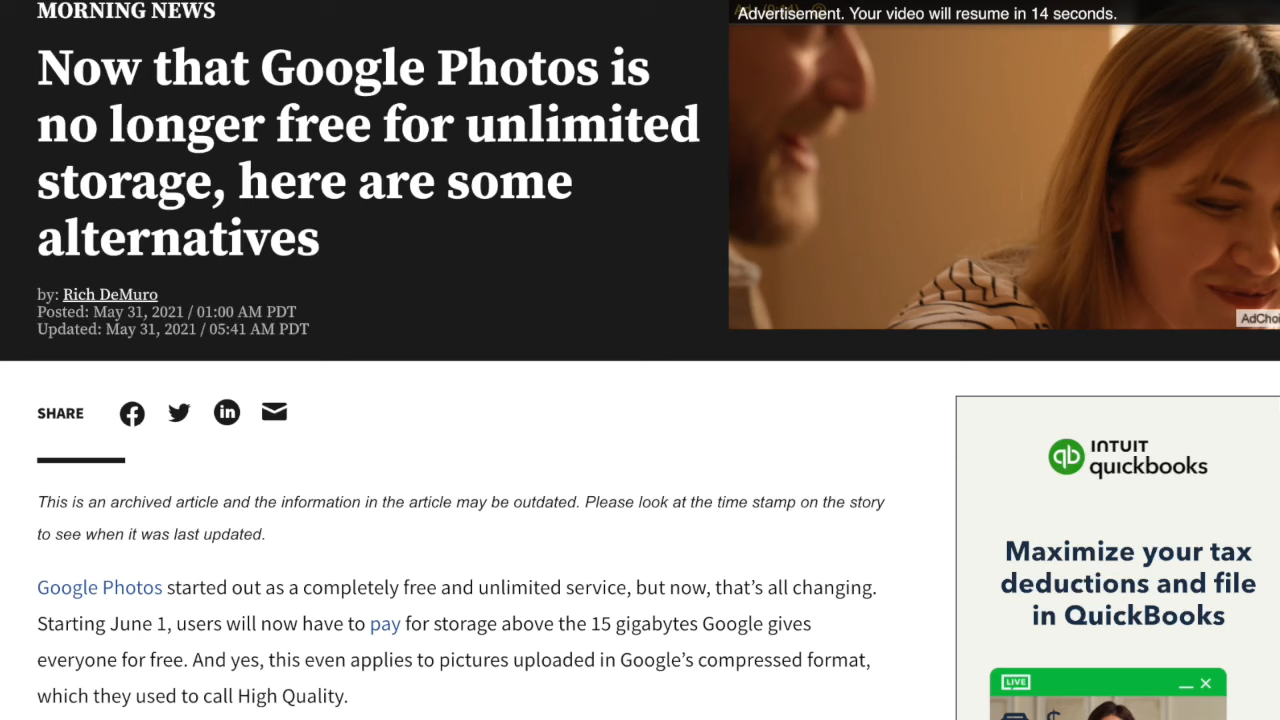 MORNING NEWS
Now that Google Photos is
no longer free for unlimited
storage, here are some
alternatives
by: Rich DeMuro
Posted: May 31, 2021 / 01:00 AM PDT
Updated: May 31, 2021 / 05:41 AM PDT
Advertisement. Your video will resume in 14 seconds.
AdChoi
SHARE
This is an archived article and the information in the article may be outdated. Please look at the time stamp on the story
to see when it was last updated.
Google Photos started out as a completely free and unlimited service, but now, that's all changing.
Starting June 1, users will now have to pay for storage above the 15 gigabytes Google gives
everyone for free. And yes, this even applies to pictures uploaded in Google's compressed format,
which they used to call High Quality.
qb INTUIT
quickbooks
Maximize your tax
deductions and file
in QuickBooks
LIVE